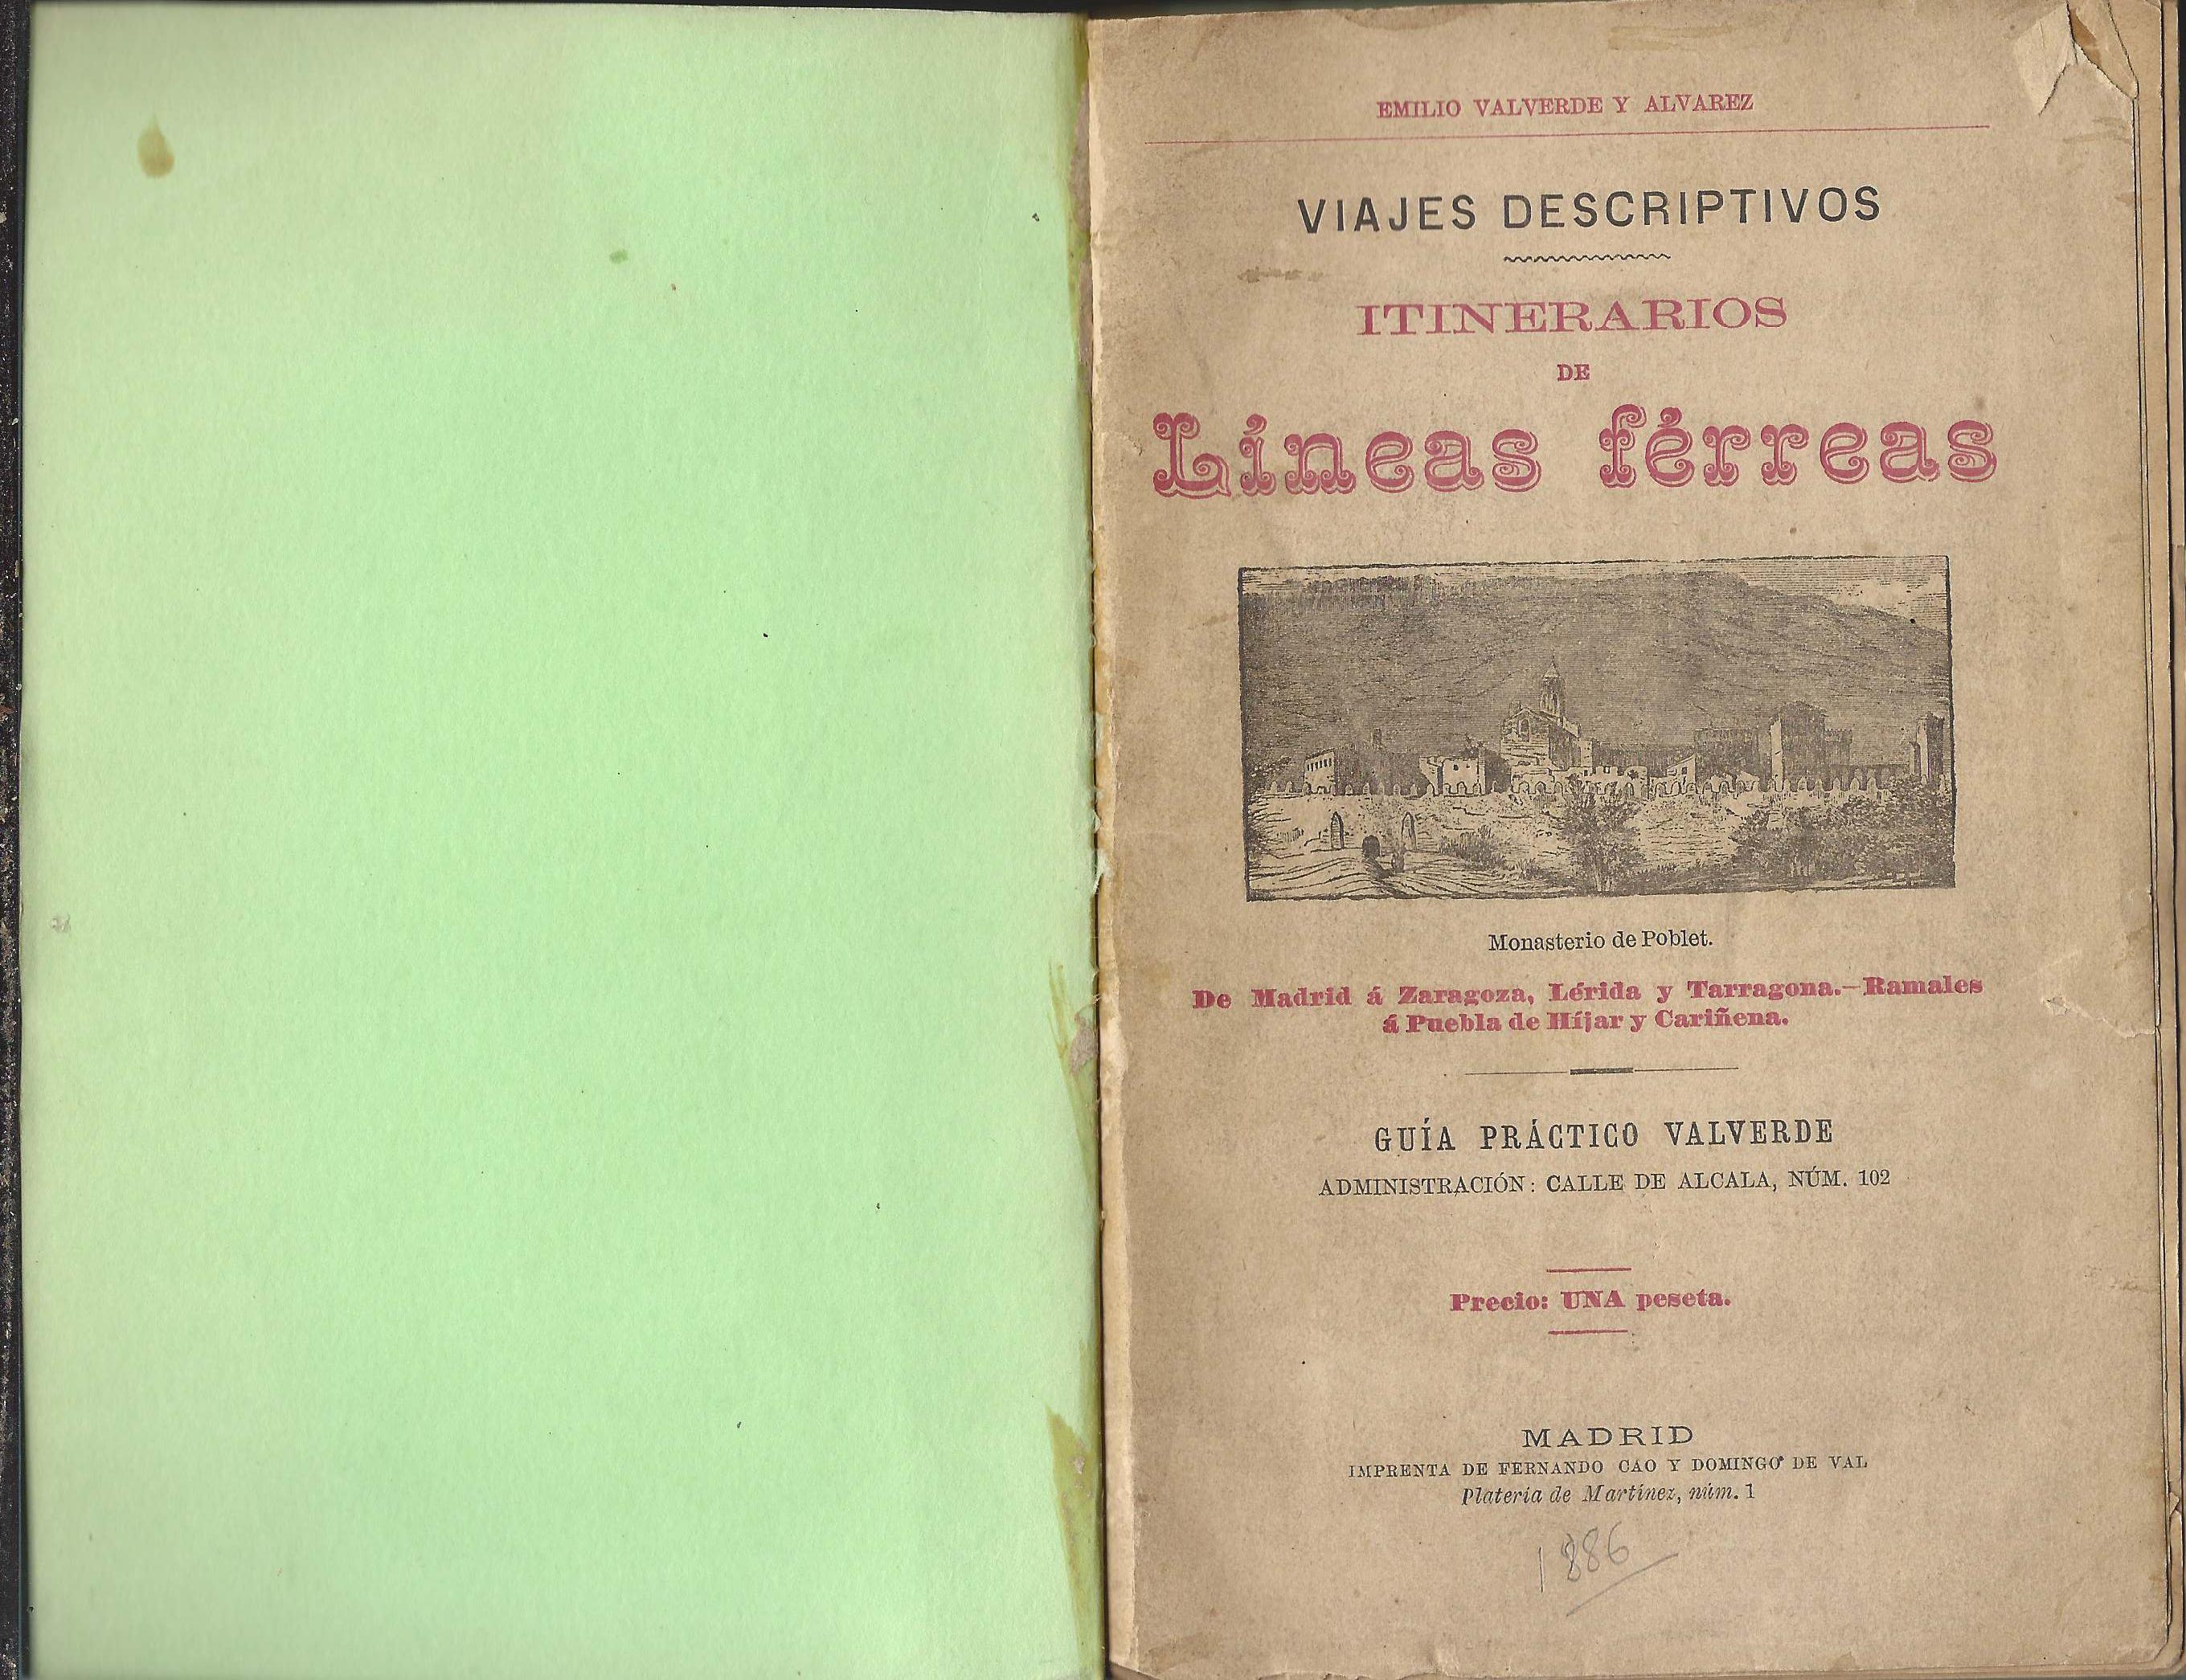 EMILIO VALVERDE Y ALVAREZ
VIAJES DESCRIPTIVOS
ITINERARIOS
DE
Líneas férreas
Monasterio de Poblet.
De Madrid á Zaragoza, Lérida y Tarragona.—Ramales
á Puebla de Híjar y Cariñena.
GUÍA PRÁCTICO VALVERDE
ADMINISTRACIÓN: CALLE DE ALCALA, NÚM. 102
Precio: UNA peseta.
MADRID
IMPRENTA DE FERNANDO CAO Y DOMINGO DE VAL
Plateria de Martínez, núm. 1
1886